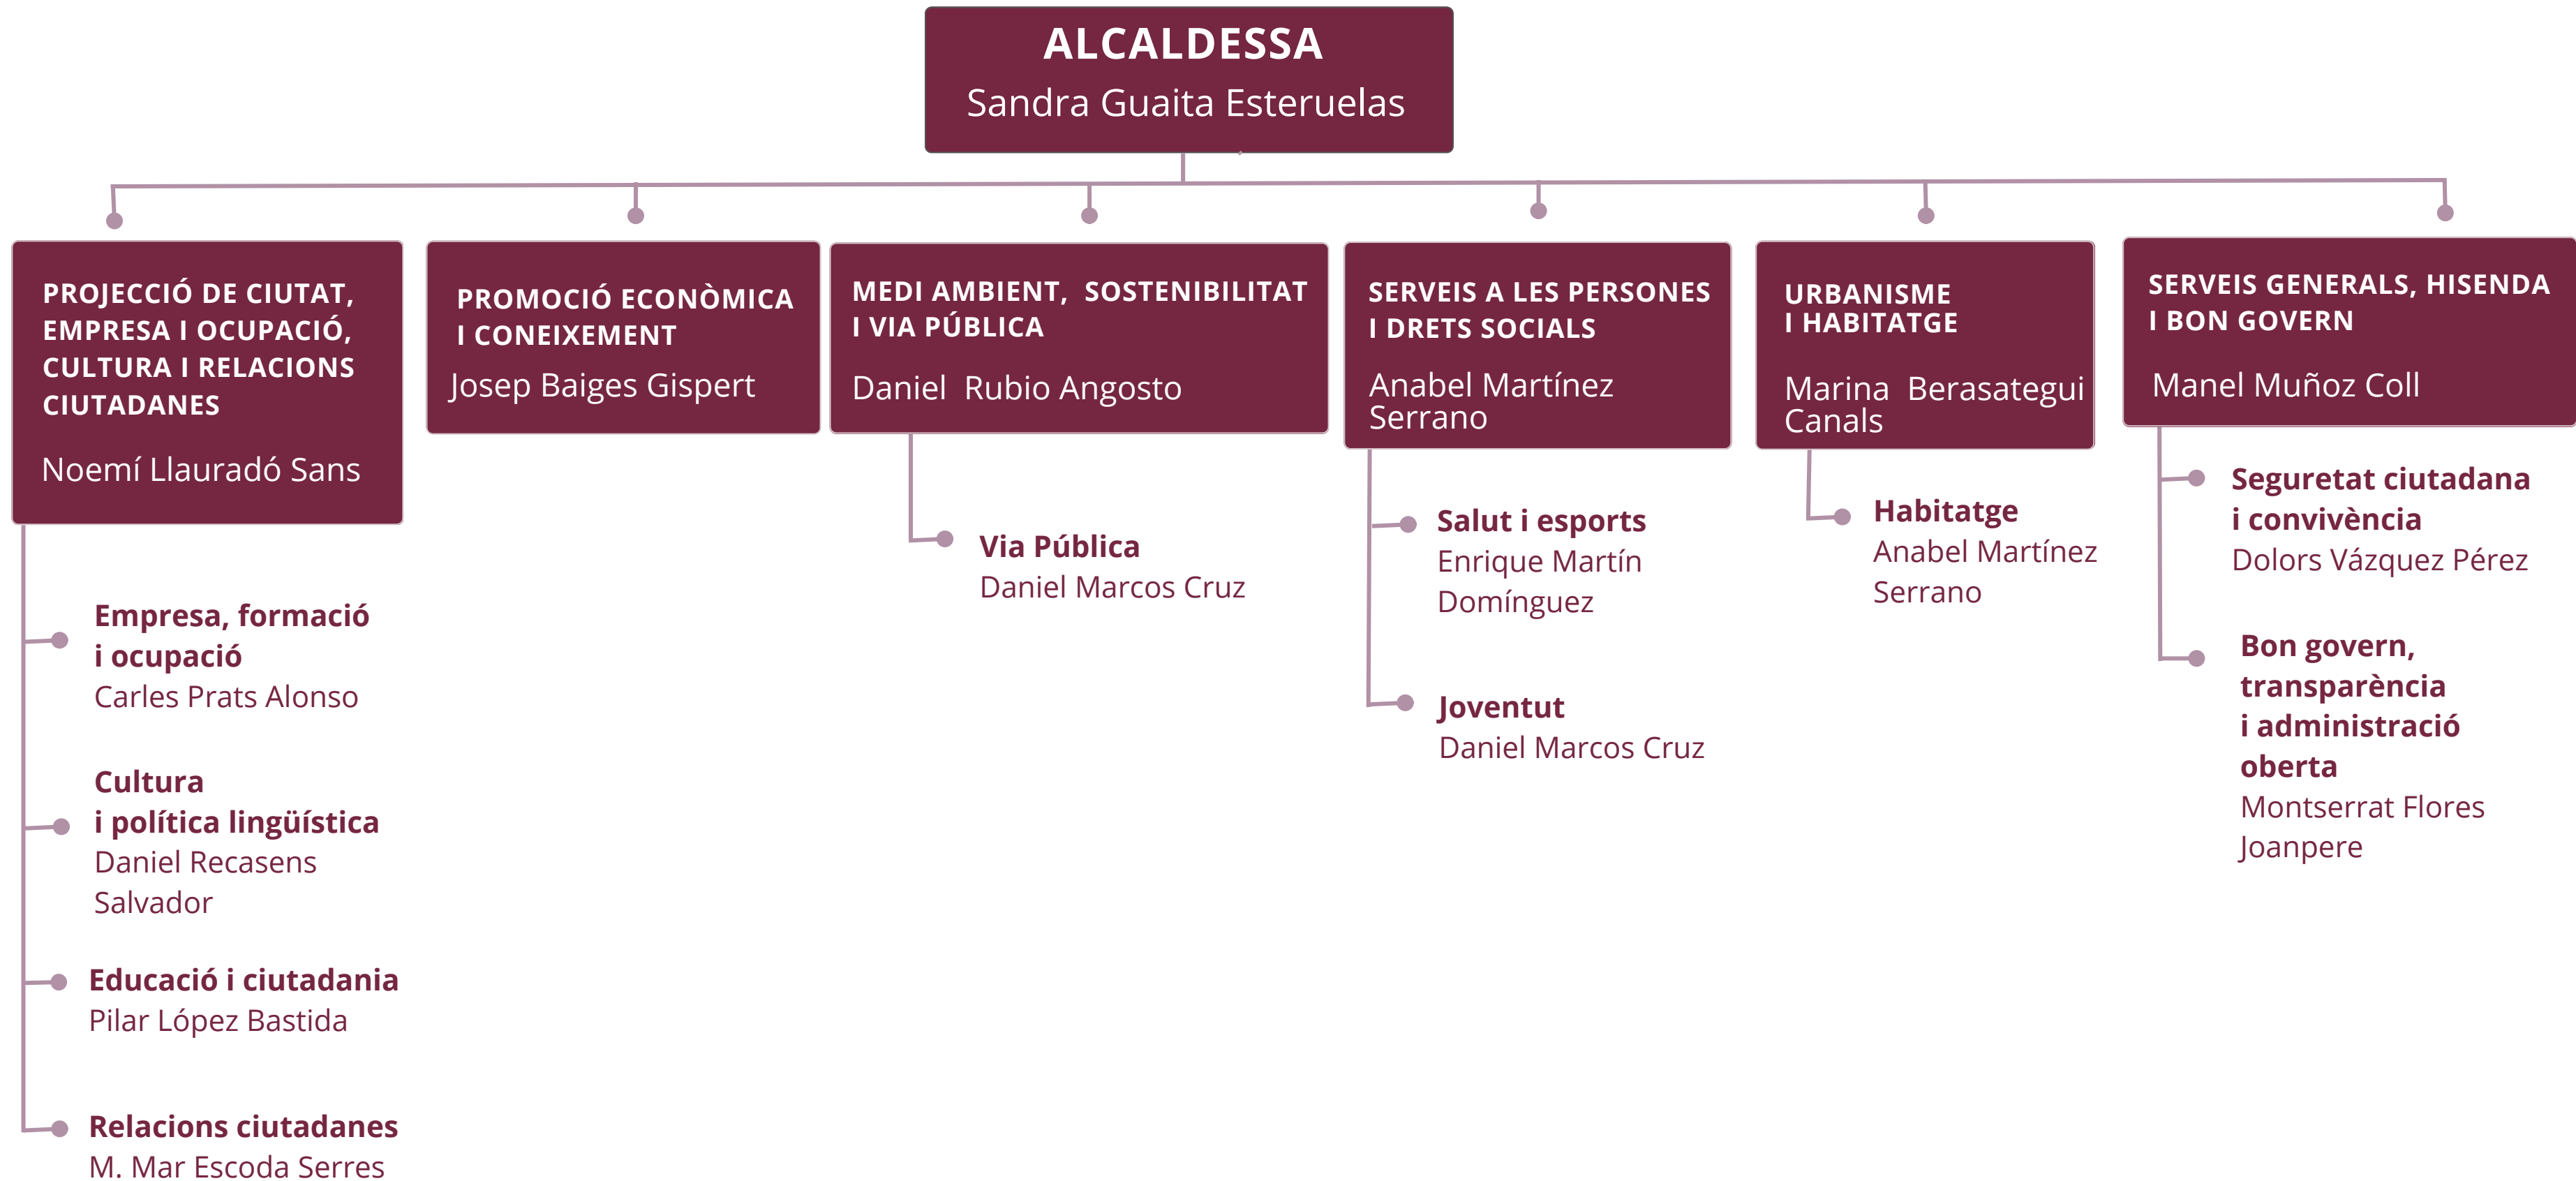 ALCALDESSA
Sandra Guaita Esteruelas
PROJECCIÓ DE CIUTAT,
EMPRESA I OCUPACIÓ,
CULTURA I RELACIONS
CIUTADANES
Noemí Llauradó Sans
Empresa, formació
i ocupació
Carles Prats Alonso
Cultura
i política lingüística
Daniel Recasens
Salvador
Educació i ciutadania
Pilar López Bastida
Relacions ciutadanes
M. Mar Escoda Serres
PROMOCIÓ ECONÒMICA
I CONEIXEMENT
Josep Baiges Gispert
MEDI AMBIENT, SOSTENIBILITAT
I VIA PÚBLICA
Daniel Rubio Angosto
Via Pública
Daniel Marcos Cruz
SERVEIS A LES PERSONES
I DRETS SOCIALS
Anabel Martínez
Serrano
Salut i esports
Enrique Martín
Domínguez
Joventut
Daniel Marcos Cruz
URBANISME
I HABITATGE
Marina Berasategui
Canals
Habitatge
Anabel Martínez
Serrano
SERVEIS GENERALS, HISENDA
I BON GOVERN
Manel Muñoz Coll
Seguretat ciutadana
i convivència
Dolors Vázquez Pérez
Bon govern,
transparència
i administració
oberta
Montserrat Flores
Joanpere